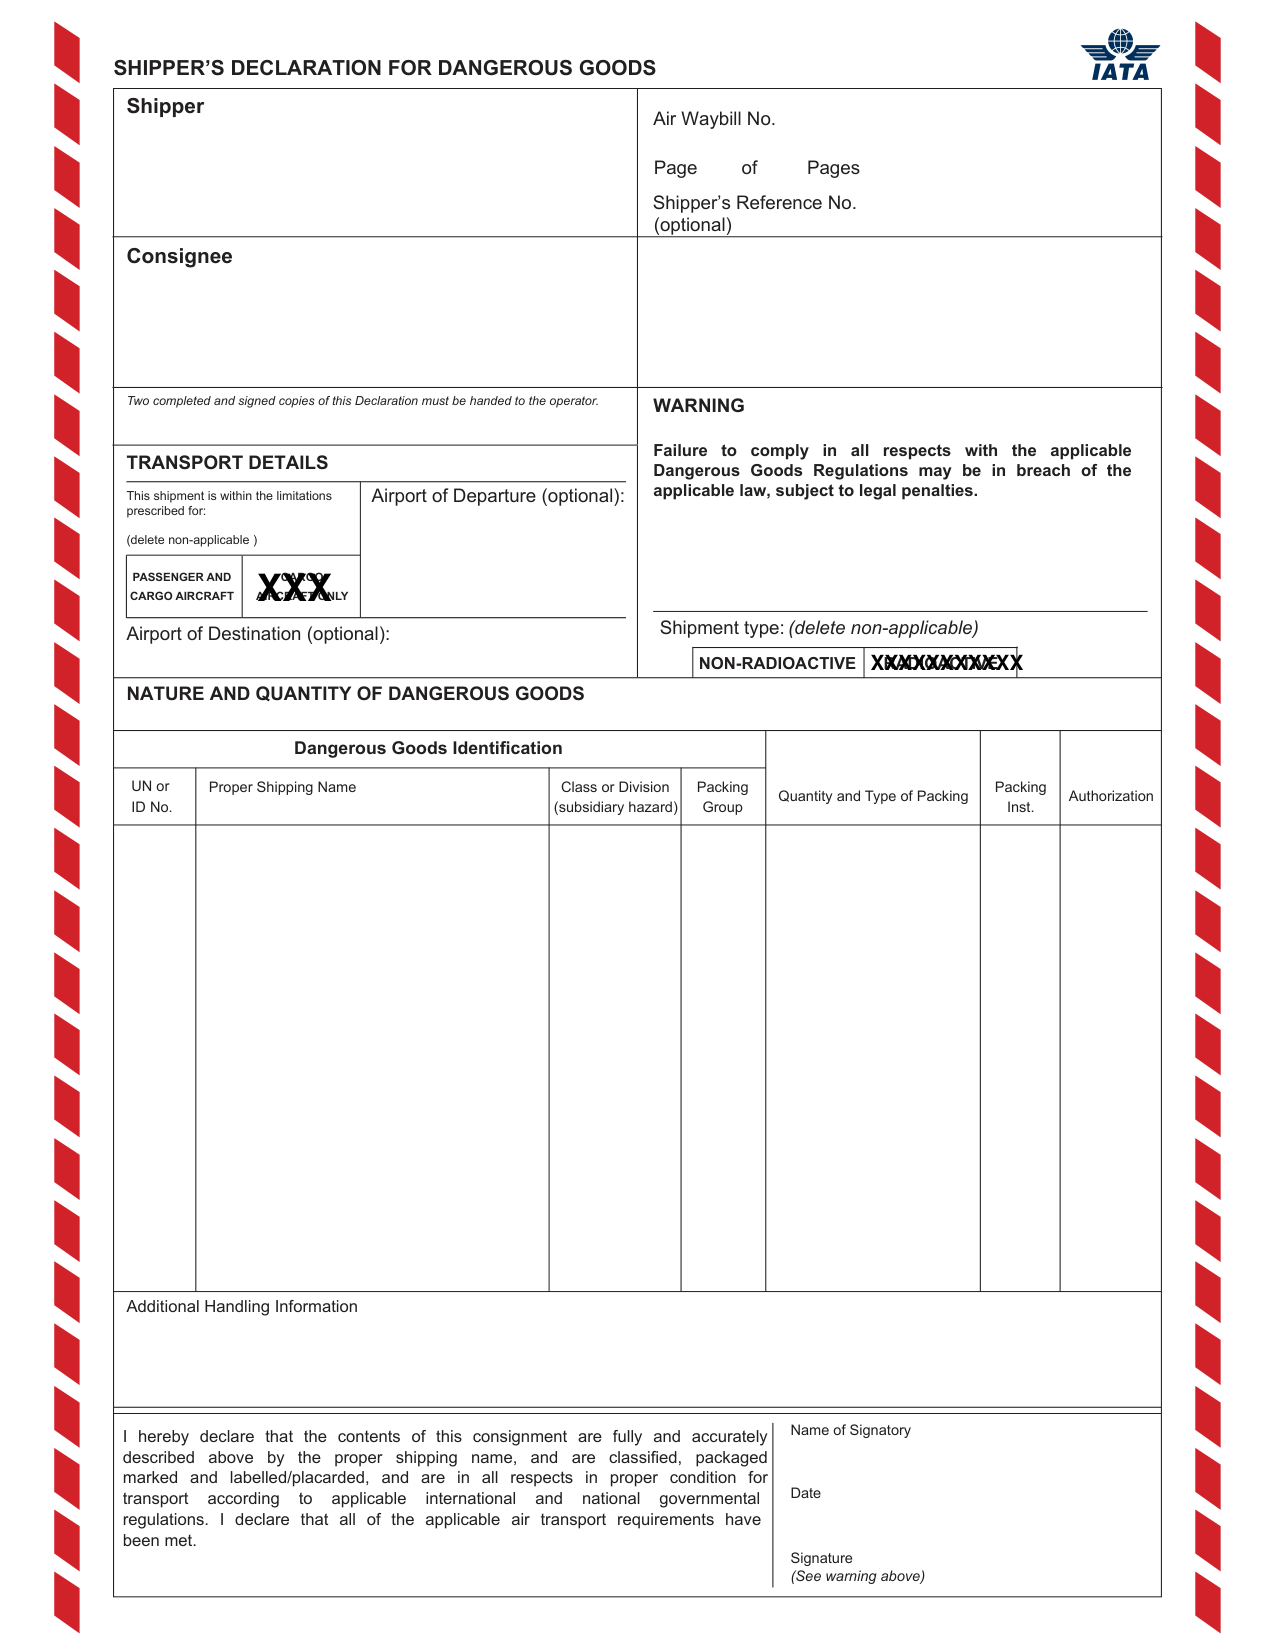 SHIPPER'S DECLARATION FOR DANGEROUS GOODS
IATA
Shipper
Air Waybill No.
Page of Pages
Shipper's Reference No.
(optional)
Consignee
Two completed and signed copies of this Declaration must be handed to the operator.
WARNING
Failure to comply in all respects with the applicable
Dangerous Goods Regulations may be in breach of the
applicable law, subject to legal penalties.
TRANSPORT DETAILS
This shipment is within the limitations
prescribed for:
(delete non-applicable )
Airport of Departure (optional):
PASSENGER AND
CARGO AIRCRAFT
CARGO
AIRCRAFT ONLY
XXX
Airport of Destination (optional):
Shipment type: (delete non-applicable)
NON-RADIOACTIVE
RADIOACTIVE
XXXXXXXXXXX
NATURE AND QUANTITY OF DANGEROUS GOODS
Dangerous Goods Identification
UN or
ID No.
Proper Shipping Name
Class or Division
(subsidiary hazard)
Packing
Group
Quantity and Type of Packing
Packing
Inst.
Authorization
Additional Handling Information
I hereby declare that the contents of this consignment are fully and accurately
described above by the proper shipping name, and are classified, packaged
marked and labelled/placarded, and are in all respects in proper condition for
transport according to applicable international and national governmental
regulations. I declare that all of the applicable air transport requirements have
been met.
Name of Signatory
Date
Signature
(See warning above)